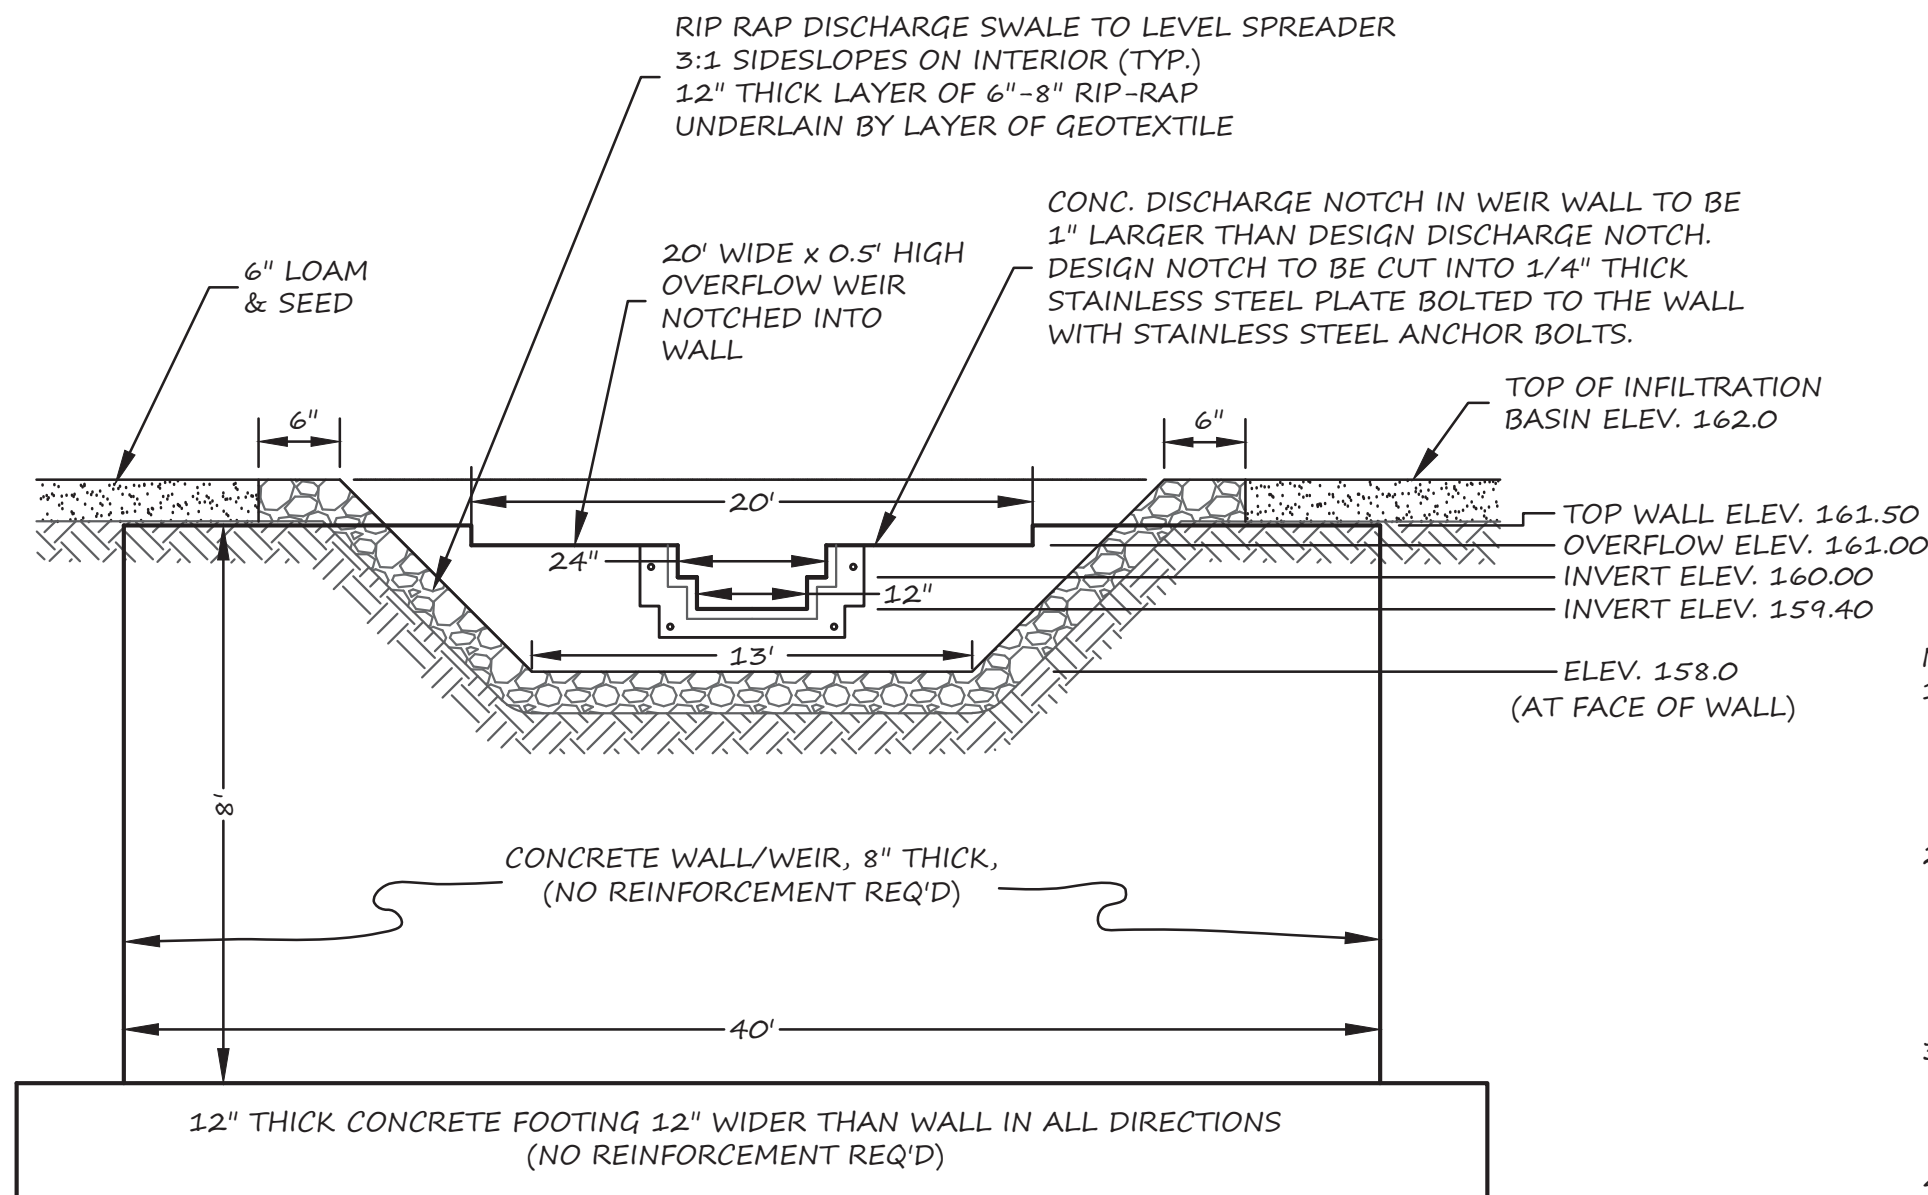 RIP RAP DISCHARGE SWALE TO LEVEL SPREADER
3:1 SIDESLOPES ON INTERIOR (TYP.)
12" THICK LAYER OF 6"-8" RIP-RAP
UNDERLAIN BY LAYER OF GEOTEXTILE
CONC. DISCHARGE NOTCH IN WEIR WALL TO BE
1" LARGER THAN DESIGN DISCHARGE NOTCH.
DESIGN NOTCH TO BE CUT INTO 1/4" THICK
STAINLESS STEEL PLATE BOLTED TO THE WALL
WITH STAINLESS STEEL ANCHOR BOLTS.
20' WIDE x 0.5' HIGH
OVERFLOW WEIR
NOTCHED INTO
WALL
6" LOAM
& SEED
TOP OF INFILTRATION
BASIN ELEV. 162.0
6"
6"
20'
TOP WALL ELEV. 161.50
OVERFLOW ELEV. 161.00
24"
INVERT ELEV. 160.00
12"
INVERT ELEV. 159.40
13'
ELEV. 158.0
(AT FACE OF WALL)
8'
CONCRETE WALL/WEIR, 8" THICK,
(NO REINFORCEMENT REQ'D)
40'
12" THICK CONCRETE FOOTING 12" WIDER THAN WALL IN ALL DIRECTIONS
(NO REINFORCEMENT REQ'D)